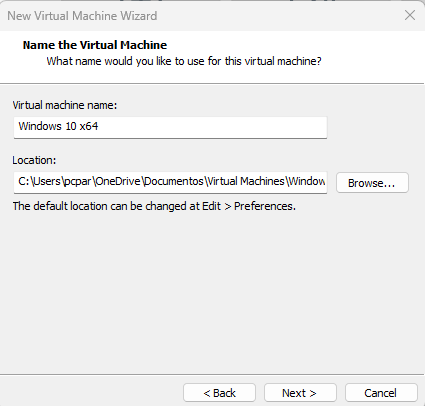 New Virtual Machine Wizard
Name the Virtual Machine
What name would you like to use for this virtual machine?
Virtual machine name:
Windows 10 x64
Location:
C:\Users\pcpar\OneDrive\Documentos\Virtual Machines\Window
Browse...
The default location can be changed at Edit > Preferences.
< Back
Next >
Cancel